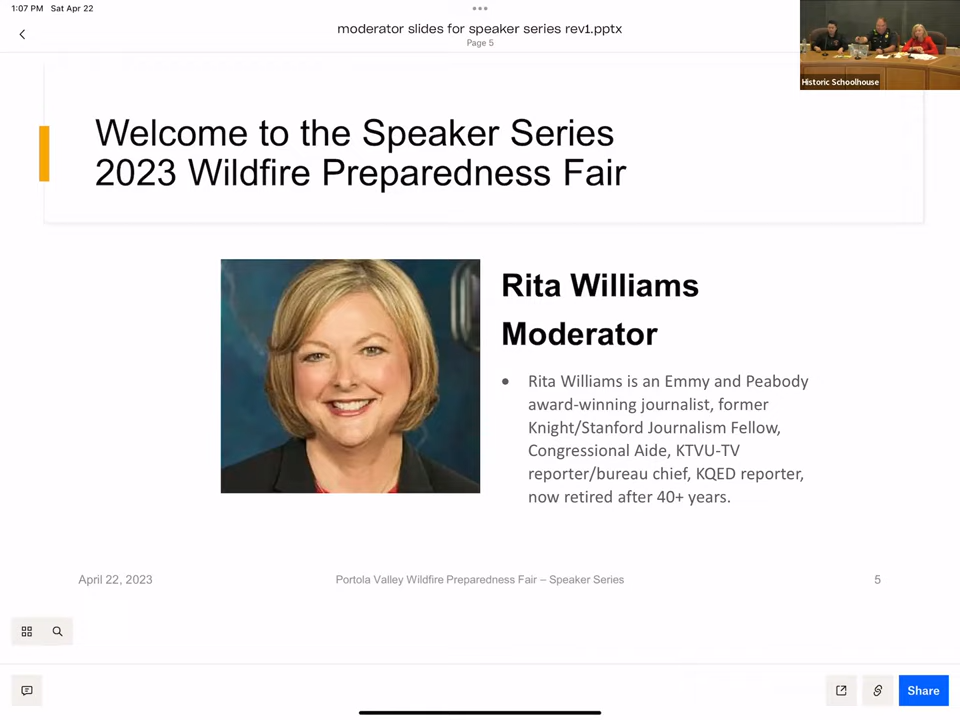 1:07 PM Sat Apr 22
moderator slides for speaker series rev1.pptx
Page 5
Historic Schoolhouse
Welcome to the Speaker Series
2023 Wildfire Preparedness Fair
Rita Williams
Moderator
• Rita Williams is an Emmy and Peabody
award-winning journalist, former
Knight/Stanford Journalism Fellow,
Congressional Aide, KTVU-TV
reporter/bureau chief, KQED reporter,
now retired after 40+ years.
April 22, 2023
Portola Valley Wildfire Preparedness Fair – Speaker Series
5
Share